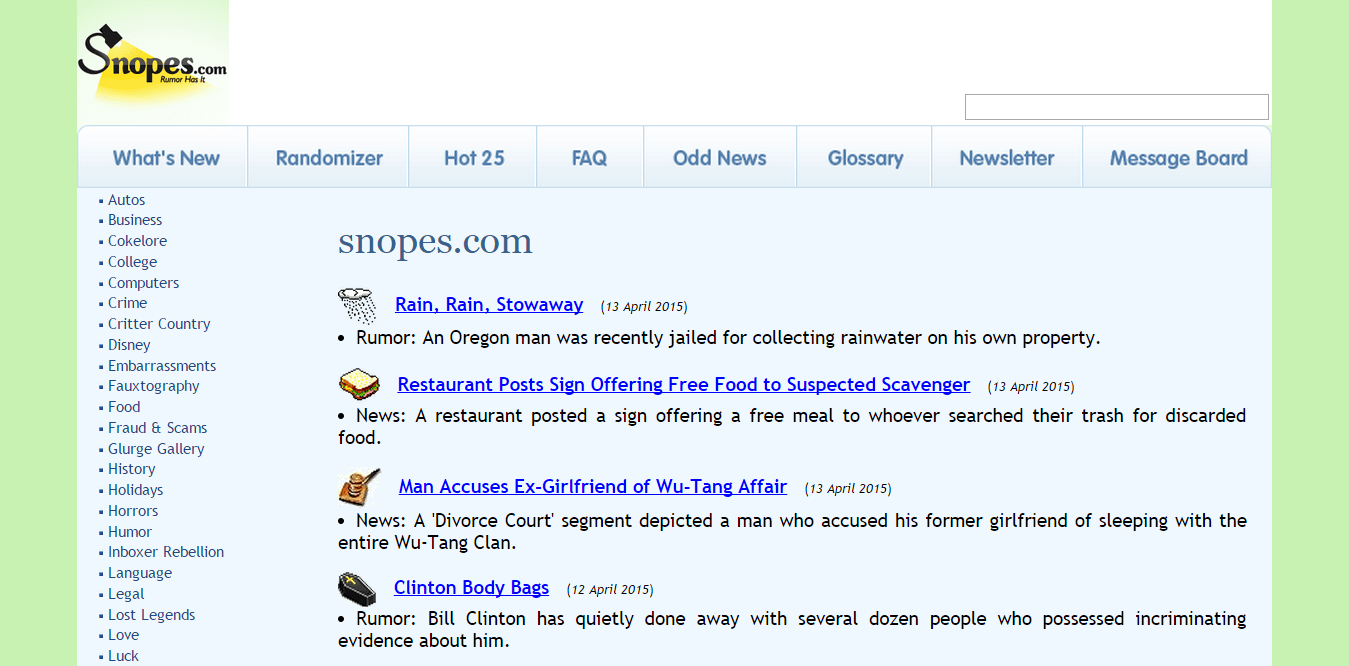 Snopes.com
Rumor Has It
What's New
Randomizer
Hot 25
FAQ
Odd News
Glossary
Newsletter
Message Board
▪ Autos
▪ Business
▪ Cokelore
▪ College
▪ Computers
▪ Crime
▪ Critter Country
▪ Disney
▪ Embarrassments
▪ Fauxtography
▪ Food
▪ Fraud & Scams
▪ Glurge Gallery
▪ History
▪ Holidays
▪ Horrors
▪ Humor
▪ Inboxer Rebellion
▪ Language
▪ Legal
▪ Lost Legends
▪ Love
▪ Luck
snopes.com
Rain, Rain, Stowaway (13 April 2015)
• Rumor: An Oregon man was recently jailed for collecting rainwater on his own property.
Restaurant Posts Sign Offering Free Food to Suspected Scavenger (13 April 2015)
• News: A restaurant posted a sign offering a free meal to whoever searched their trash for discarded
food.
Man Accuses Ex-Girlfriend of Wu-Tang Affair (13 April 2015)
• News: A 'Divorce Court' segment depicted a man who accused his former girlfriend of sleeping with the
entire Wu-Tang Clan.
Clinton Body Bags (12 April 2015)
• Rumor: Bill Clinton has quietly done away with several dozen people who possessed incriminating
evidence about him.